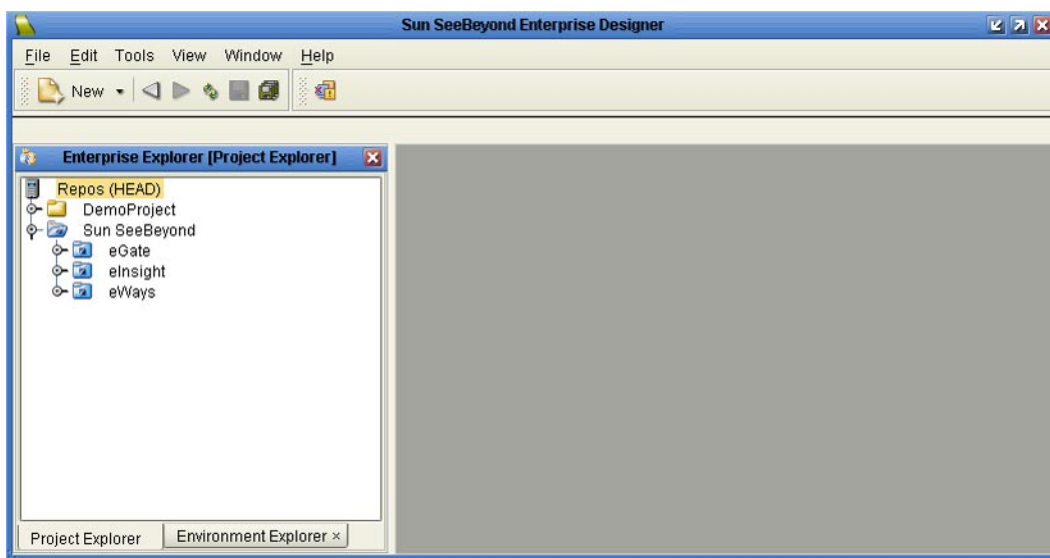 Sun SeeBeyond Enterprise Designer
File Edit Tools View Window Help
New
Enterprise Explorer [Project Explorer]
Repos (HEAD)
DemoProject
Sun SeeBeyond
eGate
eInsight
eWays
Project Explorer Environment Explorer ×